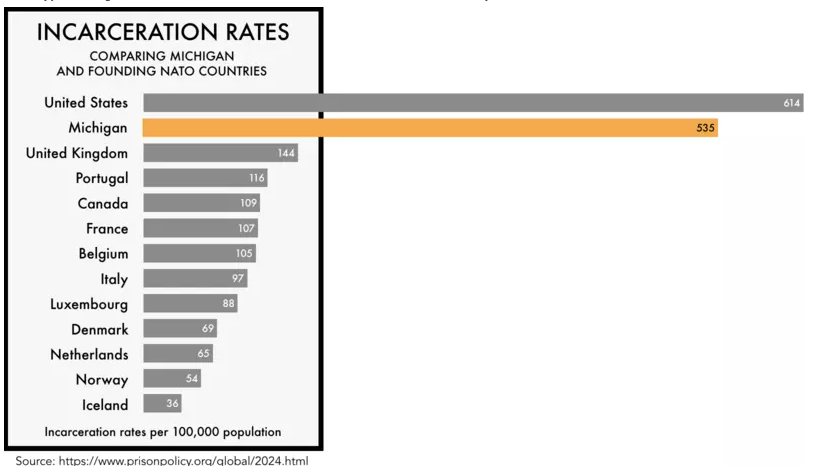 INCARCERATION RATES
COMPARING MICHIGAN
AND FOUNDING NATO COUNTRIES
United States 614
Michigan 535
United Kingdom 144
Portugal 116
Canada 109
France 107
Belgium 105
Italy 97
Luxembourg 88
Denmark 69
Netherlands 65
Norway 54
Iceland 36
Incarceration rates per 100,000 population
Source: https://www.prisonpolicy.org/global/2024.html